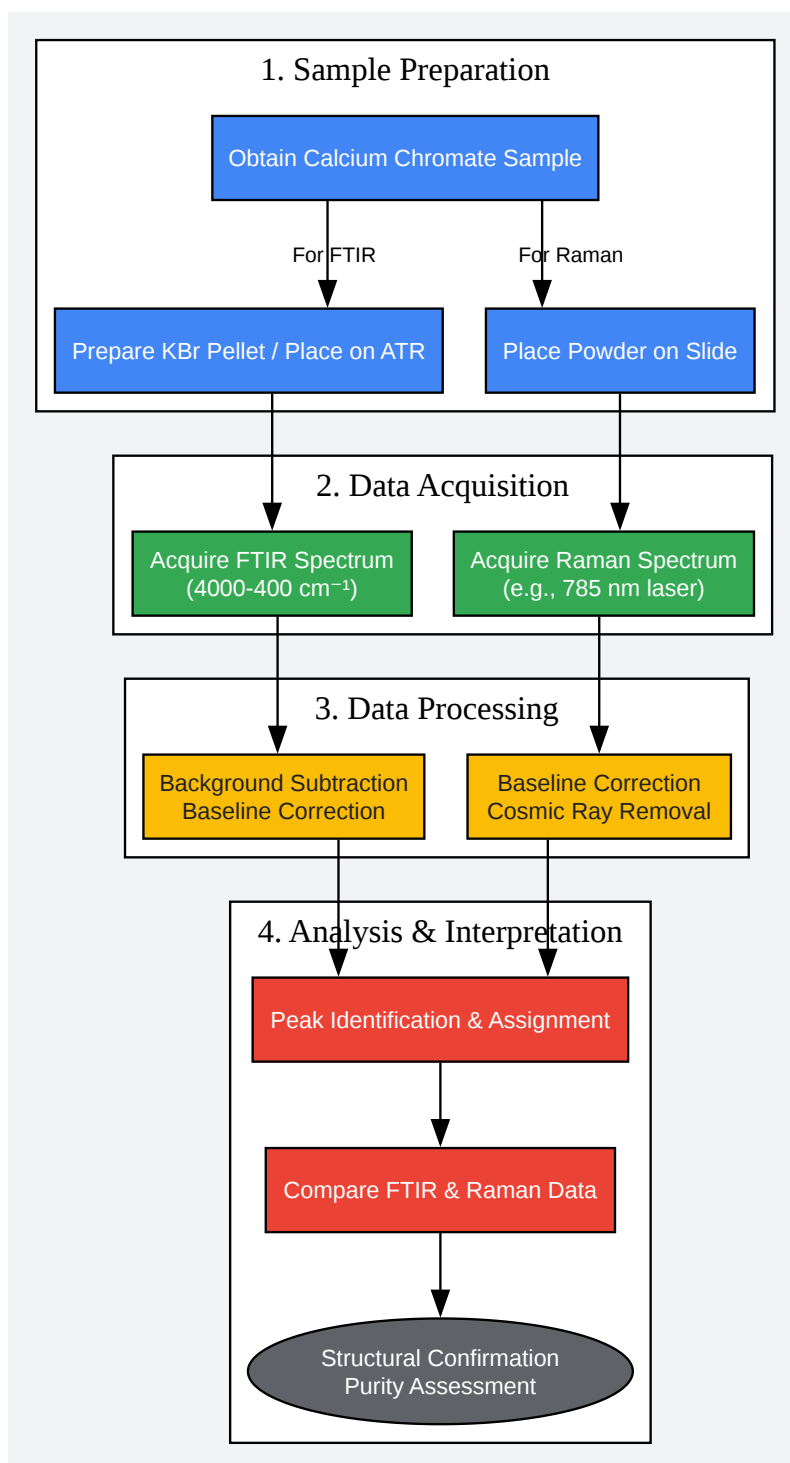 1. Sample Preparation
Obtain Calcium Chromate Sample
For FTIR
For Raman
Prepare KBr Pellet / Place on ATR
Place Powder on Slide
2. Data Acquisition
Acquire FTIR Spectrum
(4000-400 cm⁻¹)
Acquire Raman Spectrum
(e.g., 785 nm laser)
3. Data Processing
Background Subtraction
Baseline Correction
Baseline Correction
Cosmic Ray Removal
4. Analysis & Interpretation
Peak Identification & Assignment
Compare FTIR & Raman Data
Structural Confirmation
Purity Assessment